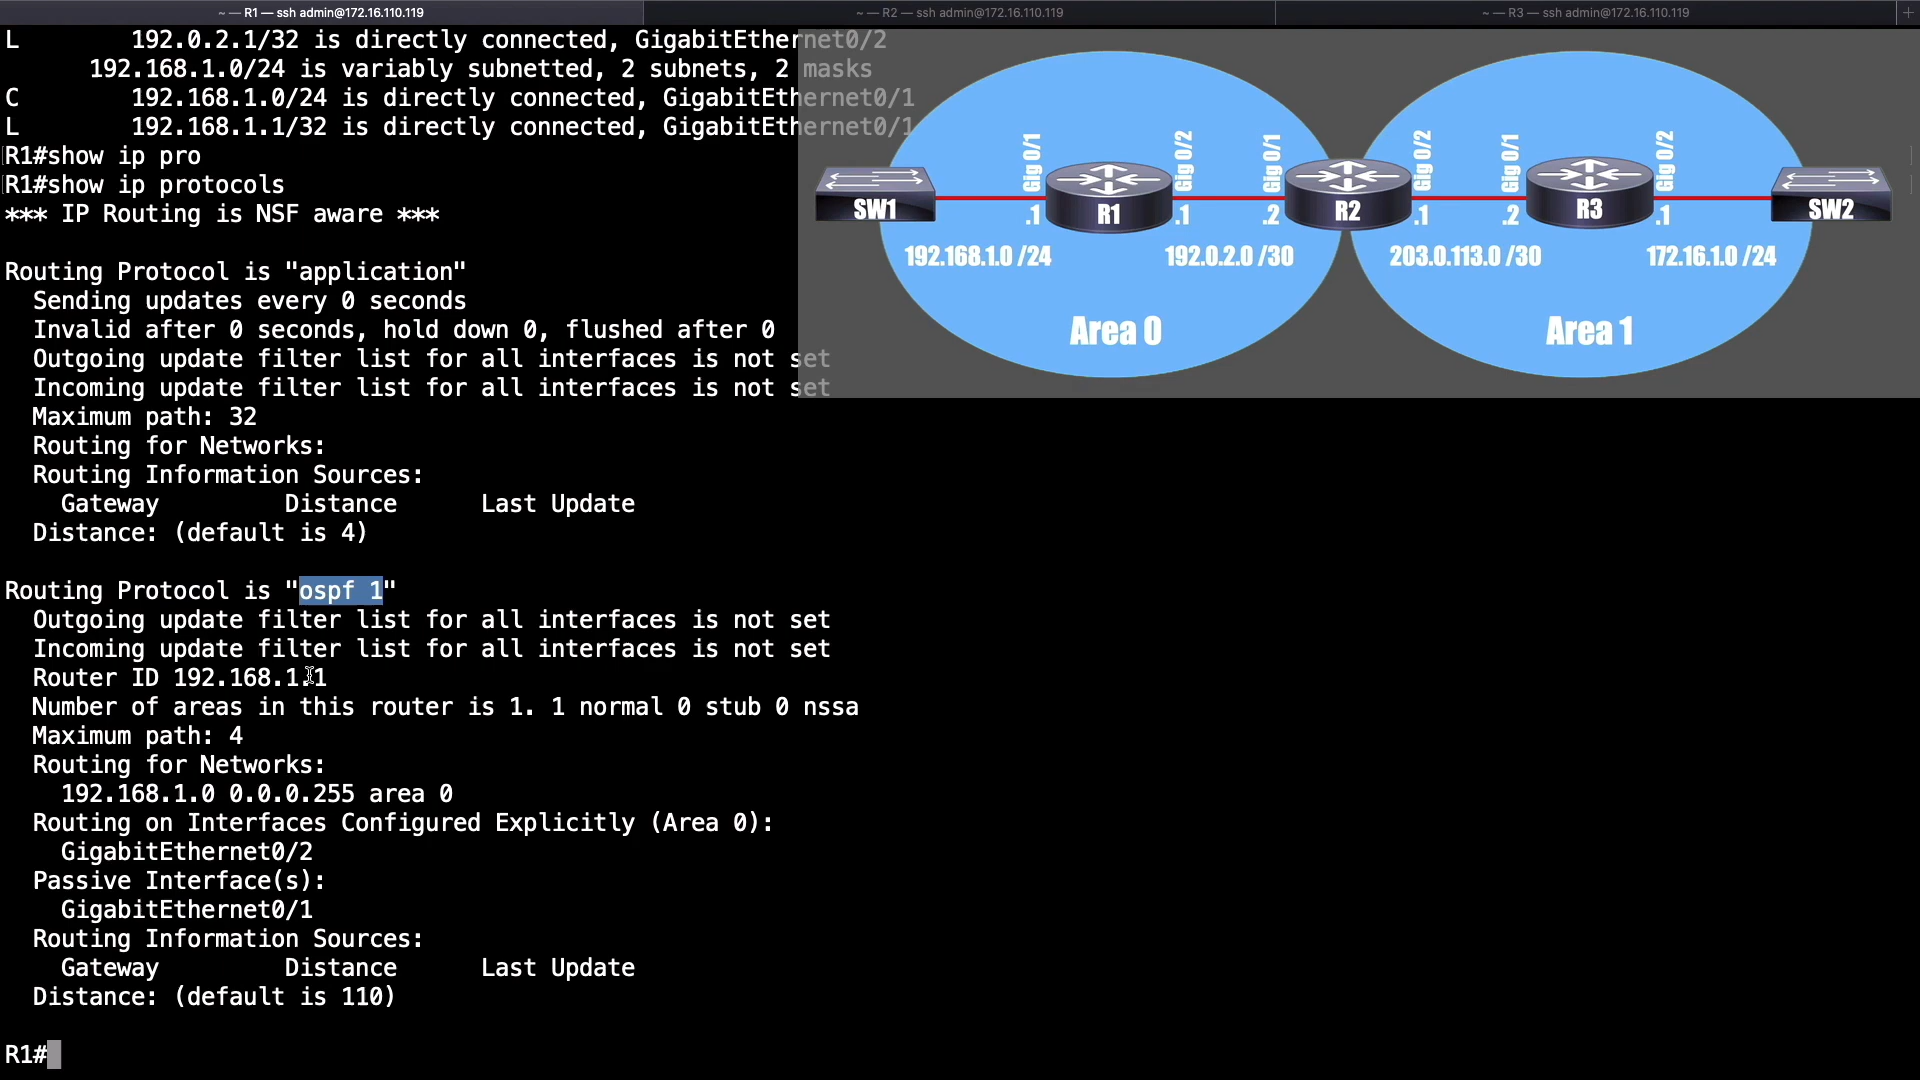 ~ — R1 — ssh admin@172.16.110.119
~ — R2 — ssh admin@172.16.110.119
~ — R3 — ssh admin@172.16.110.119
+
L        192.0.2.1/32 is directly connected, GigabitEthernet0/2
      192.168.1.0/24 is variably subnetted, 2 subnets, 2 masks
C        192.168.1.0/24 is directly connected, GigabitEthernet0/1
L        192.168.1.1/32 is directly connected, GigabitEthernet0/1
R1#show ip pro
R1#show ip protocols
*** IP Routing is NSF aware ***
Routing Protocol is "application"
  Sending updates every 0 seconds
  Invalid after 0 seconds, hold down 0, flushed after 0
  Outgoing update filter list for all interfaces is not set
  Incoming update filter list for all interfaces is not set
  Maximum path: 32
  Routing for Networks:
  Routing Information Sources:
    Gateway         Distance      Last Update
  Distance: (default is 4)
Routing Protocol is "ospf 1"
  Outgoing update filter list for all interfaces is not set
  Incoming update filter list for all interfaces is not set
  Router ID 192.168.1.1
  Number of areas in this router is 1. 1 normal 0 stub 0 nssa
  Maximum path: 4
  Routing for Networks:
    192.168.1.0 0.0.0.255 area 0
  Routing on Interfaces Configured Explicitly (Area 0):
    GigabitEthernet0/2
  Passive Interface(s):
    GigabitEthernet0/1
  Routing Information Sources:
    Gateway         Distance      Last Update
  Distance: (default is 110)
R1#
Gig 0/1
Gig 0/2
Gig 0/1
Gig 0/2
Gig 0/1
Gig 0/2
SW1
.1
R1
.1
.2
R2
.1
.2
R3
.1
SW2
192.168.1.0 /24
192.0.2.0 /30
203.0.113.0 /30
172.16.1.0 /24
Area 0
Area 1